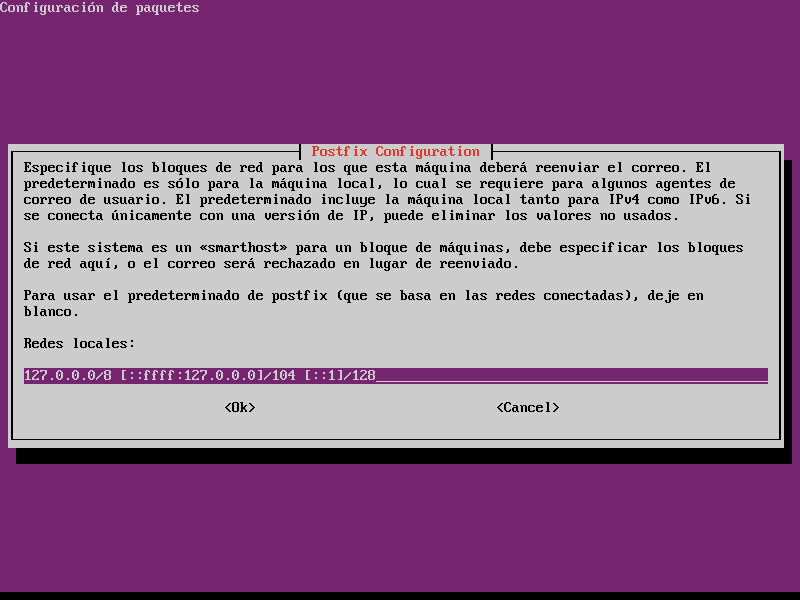 Configuración de paquetes
Postfix Configuration
Especifique los bloques de red para los que esta máquina deberá reenviar el correo. El
predeterminado es sólo para la máquina local, lo cual se requiere para algunos agentes de
correo de usuario. El predeterminado incluye la máquina local tanto para IPv4 como IPv6. Si
se conecta únicamente con una versión de IP, puede eliminar los valores no usados.
Si este sistema es un «smarthost» para un bloque de máquinas, debe especificar los bloques
de red aquí, o el correo será rechazado en lugar de reenviado.
Para usar el predeterminado de postfix (que se basa en las redes conectadas), deje en
blanco.
Redes locales:
127.0.0.0/8 [::ffff:127.0.0.0]/104 [::1]/128
<Ok> <Cancel>